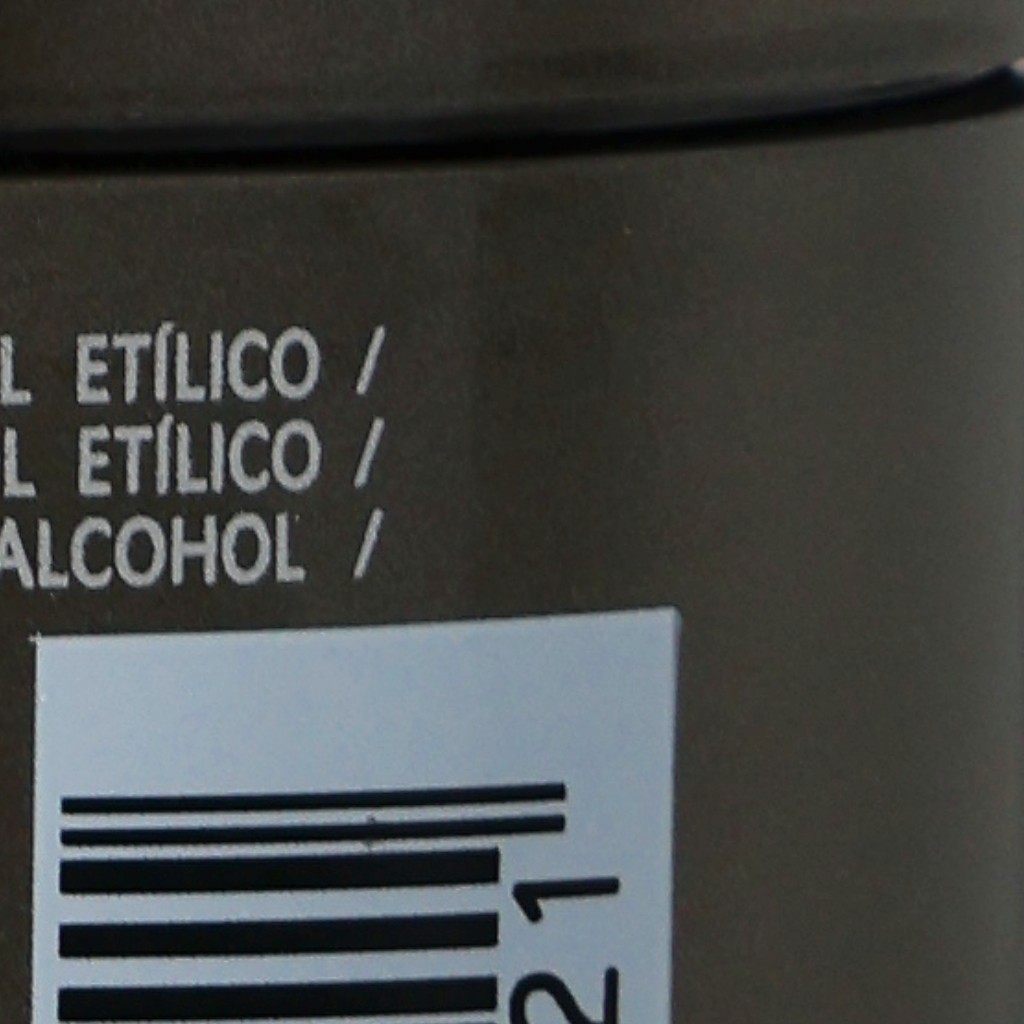 L ETÍLICO /
L ETÍLICO /
ALCOHOL /
21